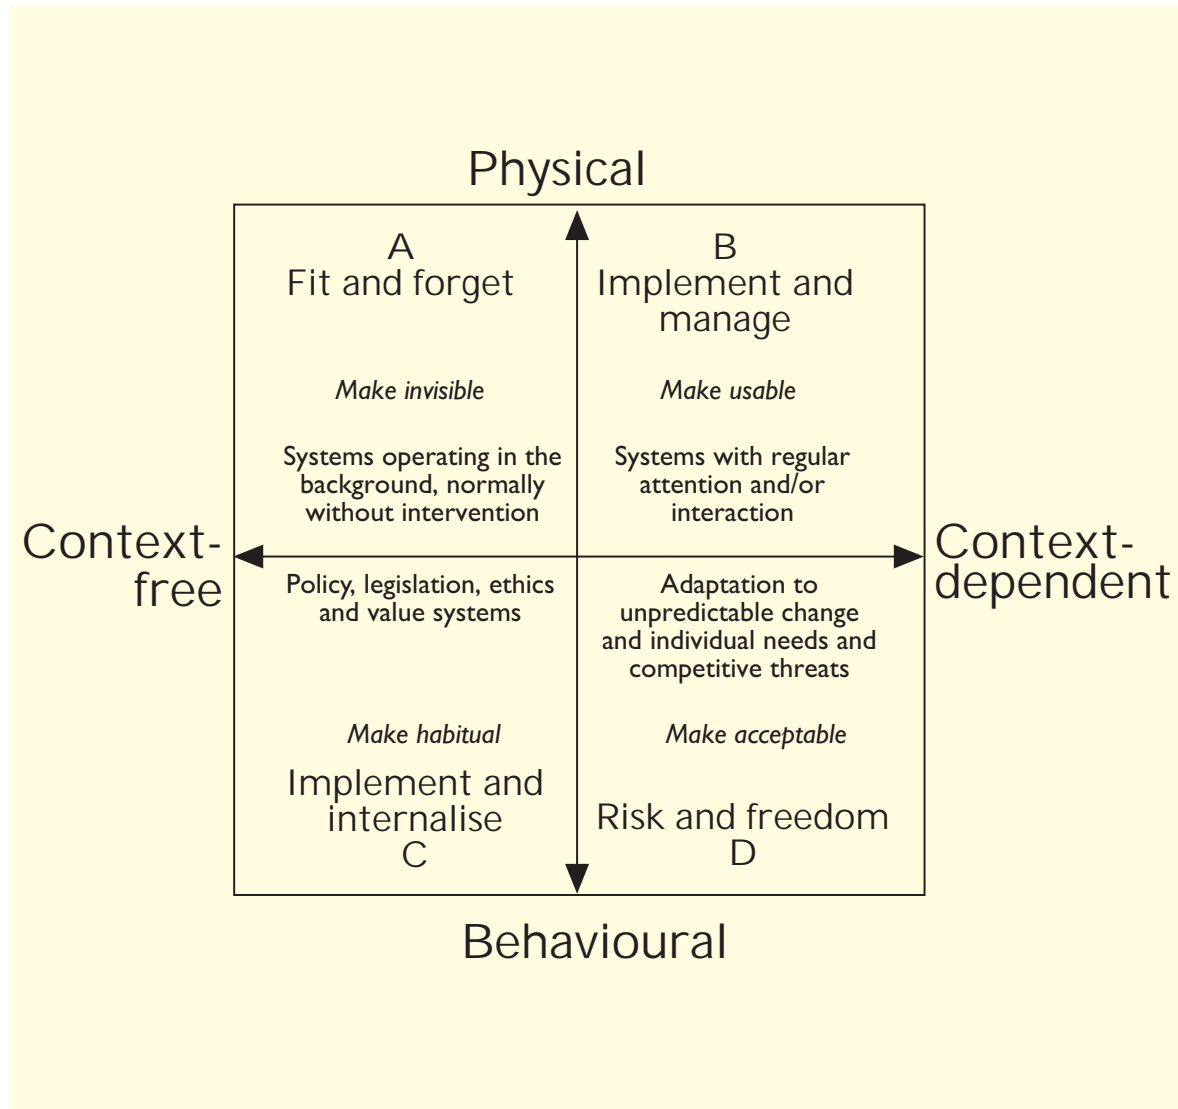 Physical
A
Fit and forget
Make invisible
Systems operating in the
background, normally
without intervention
B
Implement and
manage
Make usable
Systems with regular
attention and/or
interaction
Context-
free
Context-
dependent
Policy, legislation, ethics
and value systems
Make habitual
Implement and
internalise
C
Adaptation to
unpredictable change
and individual needs and
competitive threats
Make acceptable
Risk and freedom
D
Behavioural